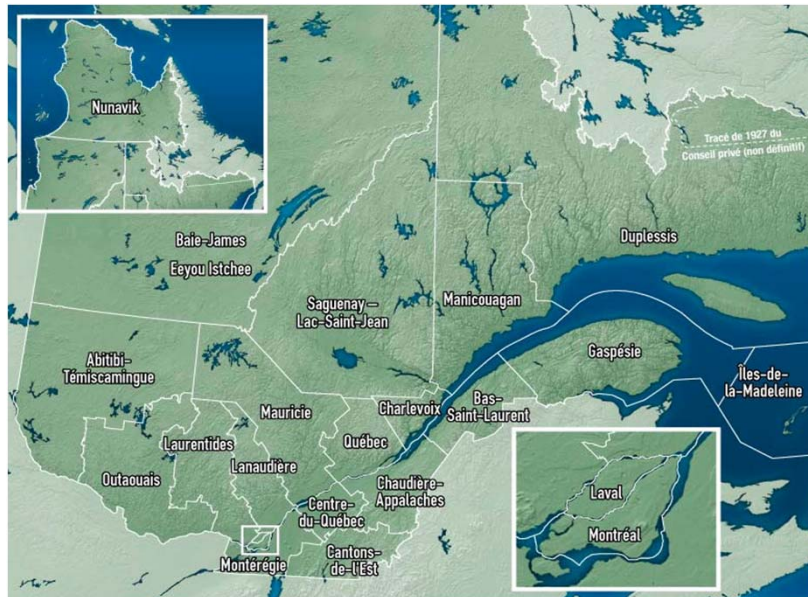 Nunavik
Tracé de 1927 du
Conseil privé (non définitif)
Baie-James
Eeyou Istchee
Duplessis
Saguenay –
Lac-Saint-Jean
Manicouagan
Abitibi-
Témiscamingue
Gaspésie
Îles-de-
la-Madeleine
Mauricie
Charlevoix
Bas-
Saint-Laurent
Laurentides
Québec
Lanaudière
Outaouais
Chaudière-
Appalaches
Centre-
du-Québec
Laval
Montréal
Montérégie
Cantons-
de-l'Est